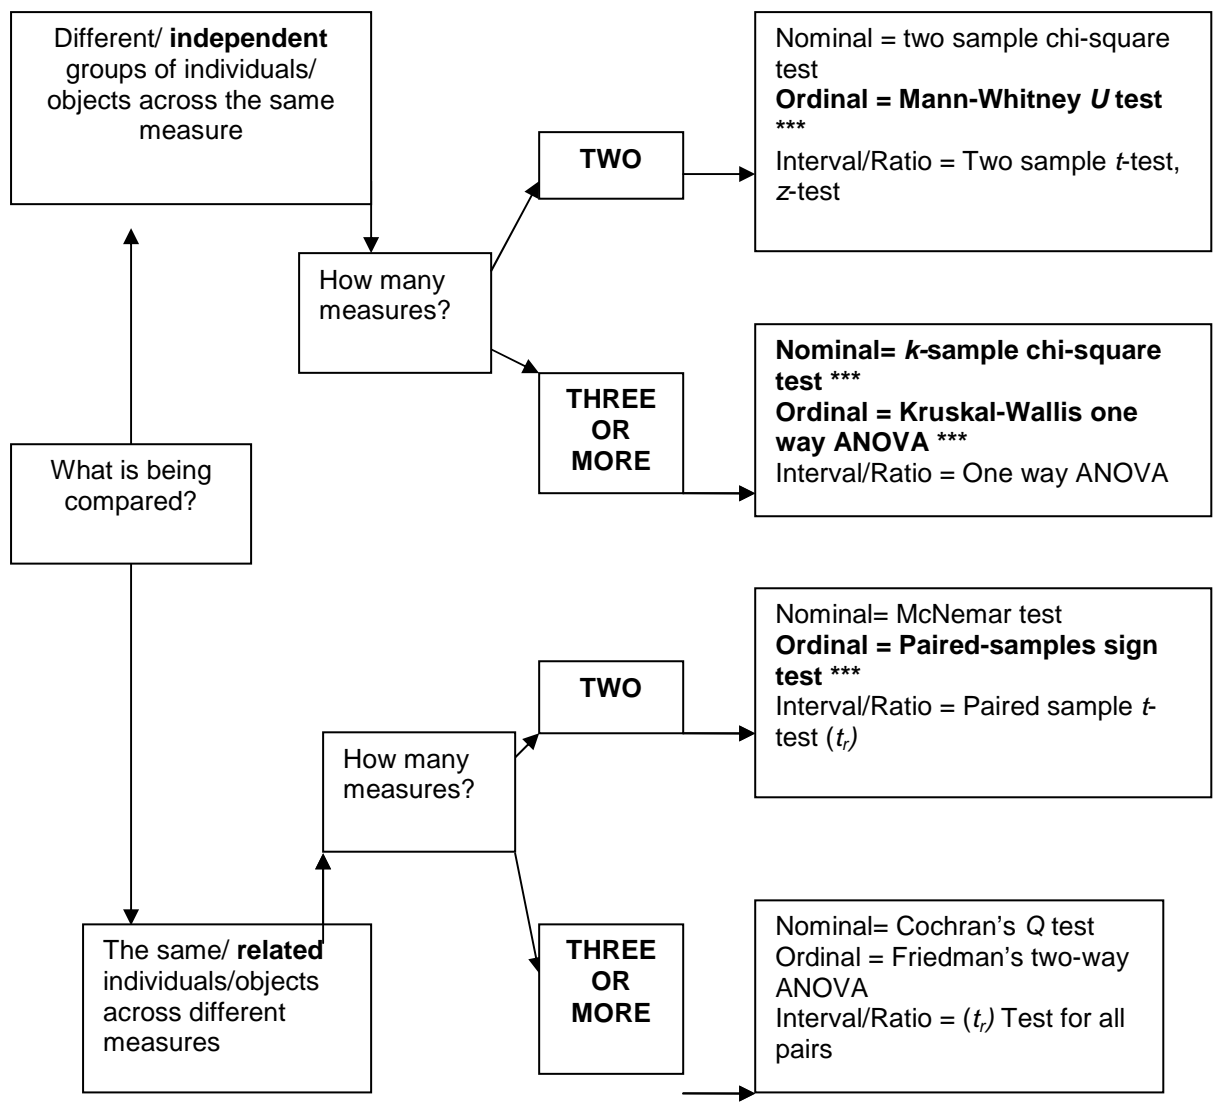 Different/ independent
groups of individuals/
objects across the same
measure
Nominal = two sample chi-square
test
Ordinal = Mann-Whitney U test
***
Interval/Ratio = Two sample t-test,
z-test
TWO
How many
measures?
THREE
OR
MORE
Nominal= k-sample chi-square
test ***
Ordinal = Kruskal-Wallis one
way ANOVA ***
Interval/Ratio = One way ANOVA
What is being
compared?
Nominal= McNemar test
Ordinal = Paired-samples sign
test ***
Interval/Ratio = Paired sample t-
test (tr)
TWO
How many
measures?
The same/ related
individuals/objects
across different
measures
THREE
OR
MORE
Nominal= Cochran’s Q test
Ordinal = Friedman’s two-way
ANOVA
Interval/Ratio = (tr) Test for all
pairs